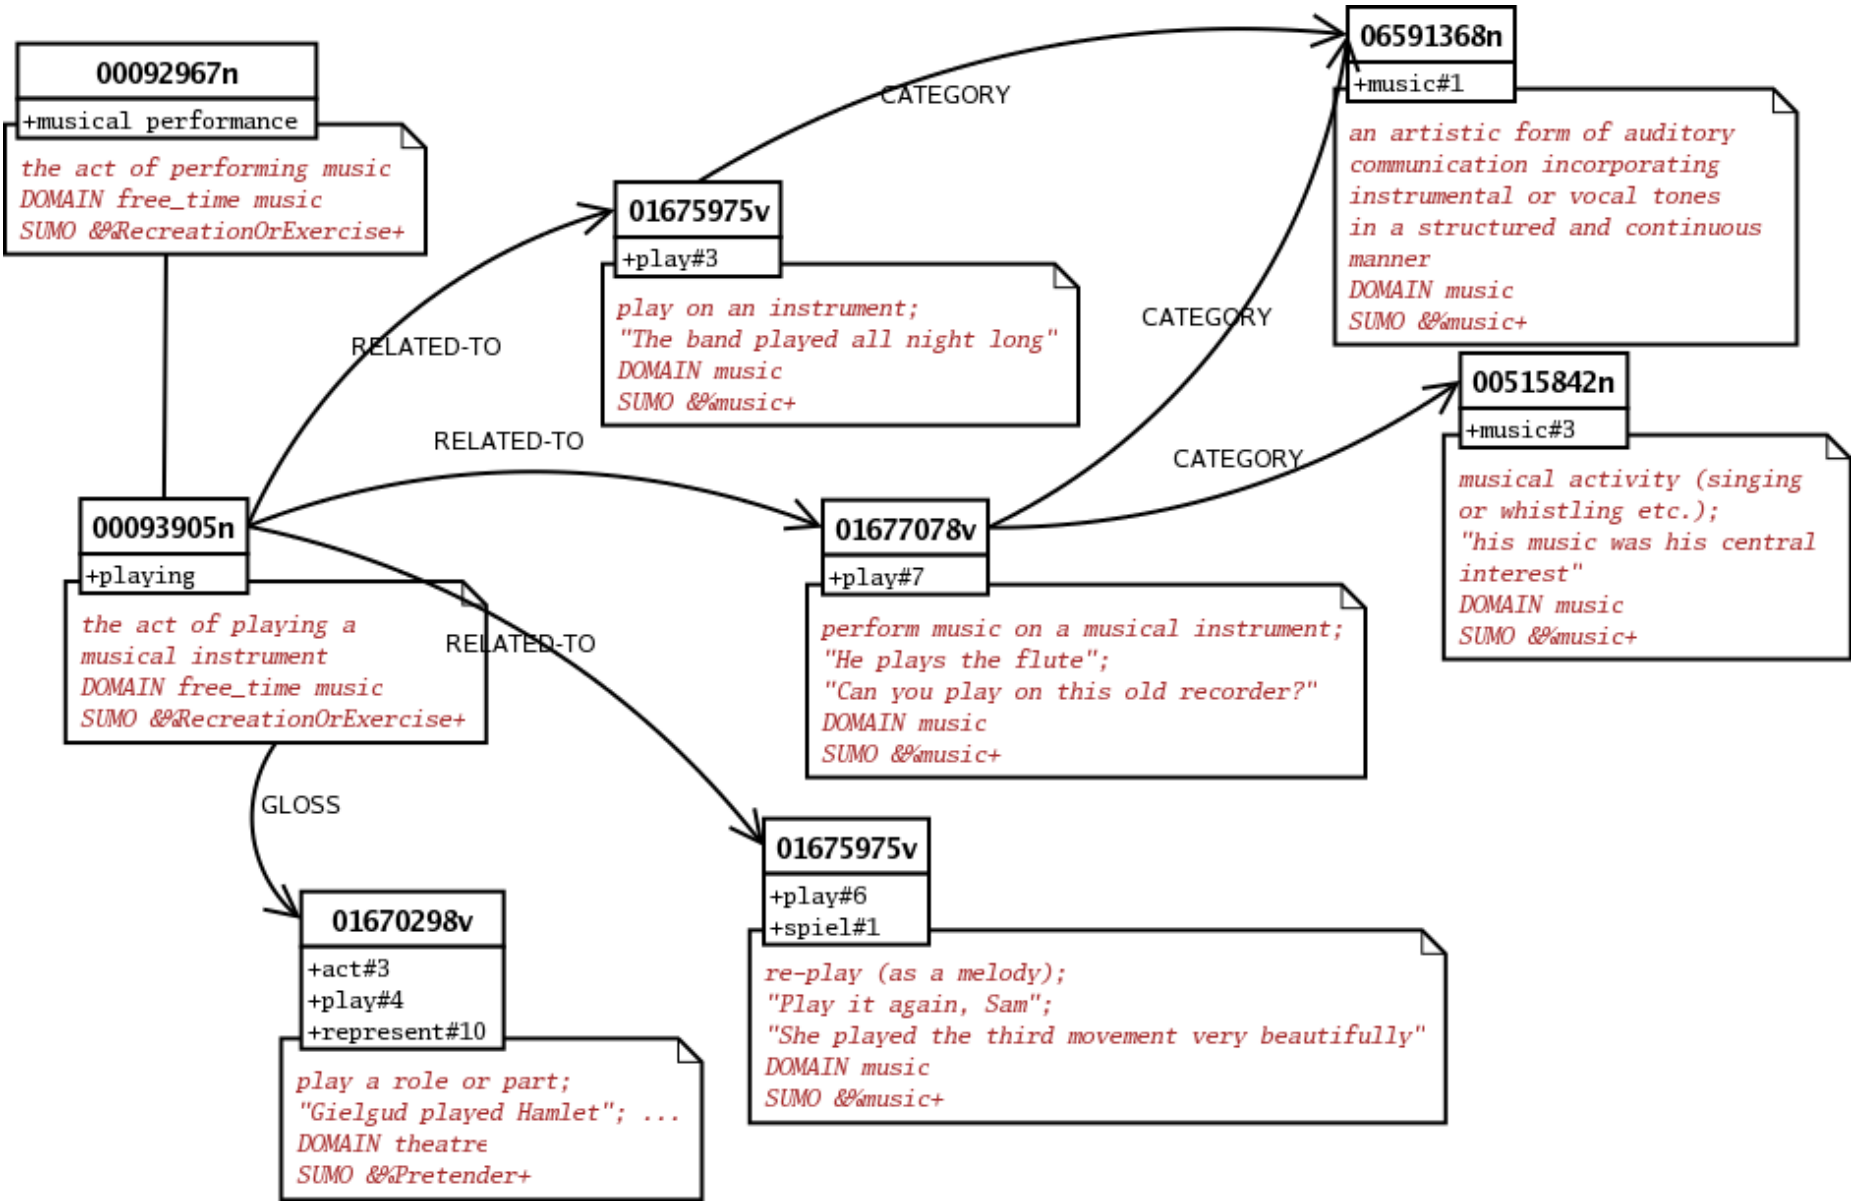 00092967n
+musical performance
the act of performing music
DOMAIN free_time music
SUMO &%RecreationOrExercise+
CATEGORY
06591368n
+music#1
an artistic form of auditory
communication incorporating
instrumental or vocal tones
in a structured and continuous
manner
DOMAIN music
SUMO &%music+
01675975v
+play#3
play on an instrument;
"The band played all night long"
DOMAIN music
SUMO &%music+
RELATED-TO
CATEGORY
00515842n
+music#3
musical activity (singing
or whistling etc.);
"his music was his central
interest"
DOMAIN music
SUMO &%music+
RELATED-TO
CATEGORY
00093905n
+playing
the act of playing a
musical instrument
DOMAIN free_time music
SUMO &%RecreationOrExercise+
01677078v
+play#7
perform music on a musical instrument;
"He plays the flute";
"Can you play on this old recorder?"
DOMAIN music
SUMO &%music+
RELATED-TO
GLOSS
01675975v
+play#6
+spiel#1
re-play (as a melody);
"Play it again, Sam";
"She played the third movement very beautifully"
DOMAIN music
SUMO &%music+
01670298v
+act#3
+play#4
+represent#10
play a role or part;
"Gielgud played Hamlet"; ...
DOMAIN theatre
SUMO &%Pretender+